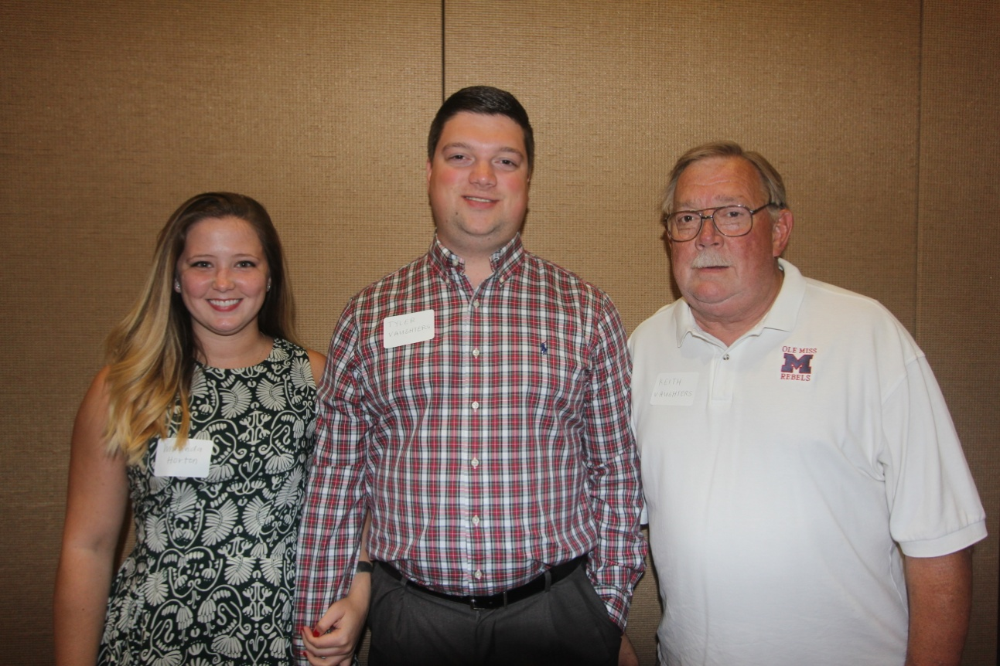 TYLER
VAUGHTERS
OLE MISS
M
REBELS
KEITH
VAUGHTERS
Horton